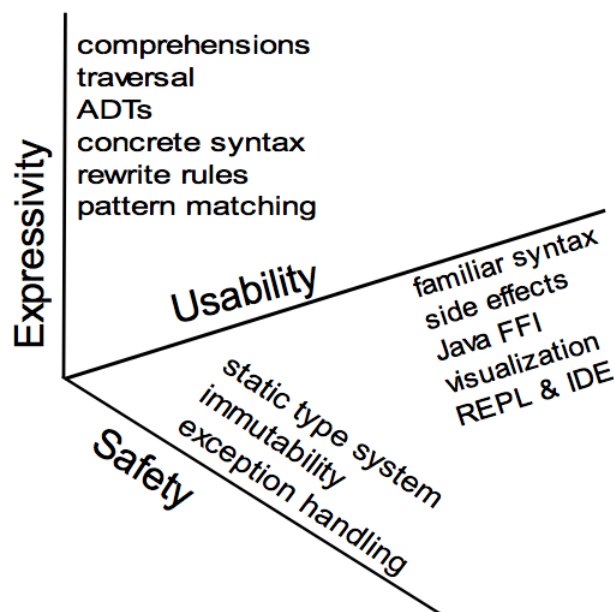 Expressivity
comprehensions
traversal
ADTs
concrete syntax
rewrite rules
pattern matching
Usability
familiar syntax
side effects
Java FFI
visualization
REPL & IDE
Safety
static type system
immutability
exception handling